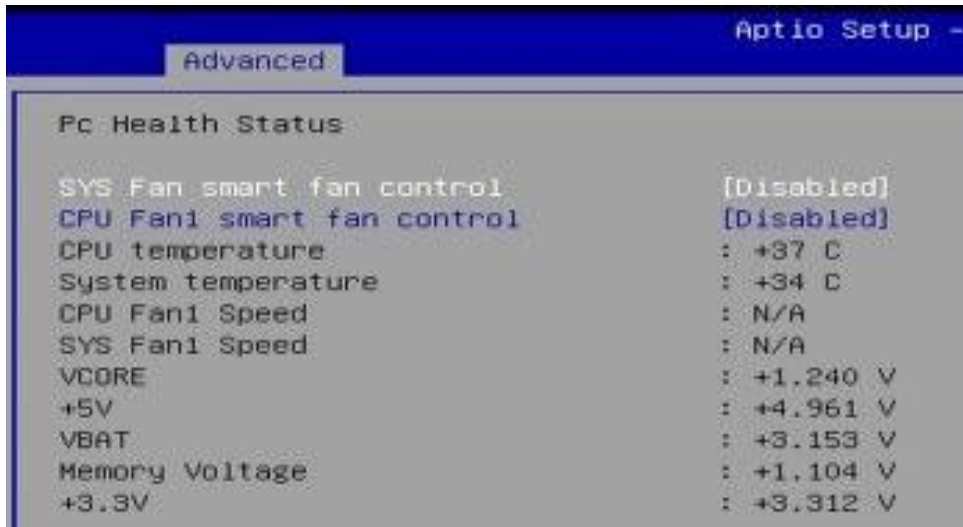 Aptio Setup -
Advanced
Pc Health Status
SYS Fan smart fan control [Disabled]
CPU Fan1 smart fan control [Disabled]
CPU temperature : +37 C
System temperature : +34 C
CPU Fan1 Speed : N/A
SYS Fan1 Speed : N/A
VCORE : +1.240 V
+5V : +4.961 V
VBAT : +3.153 V
Memory Voltage : +1.104 V
+3.3V : +3.312 V